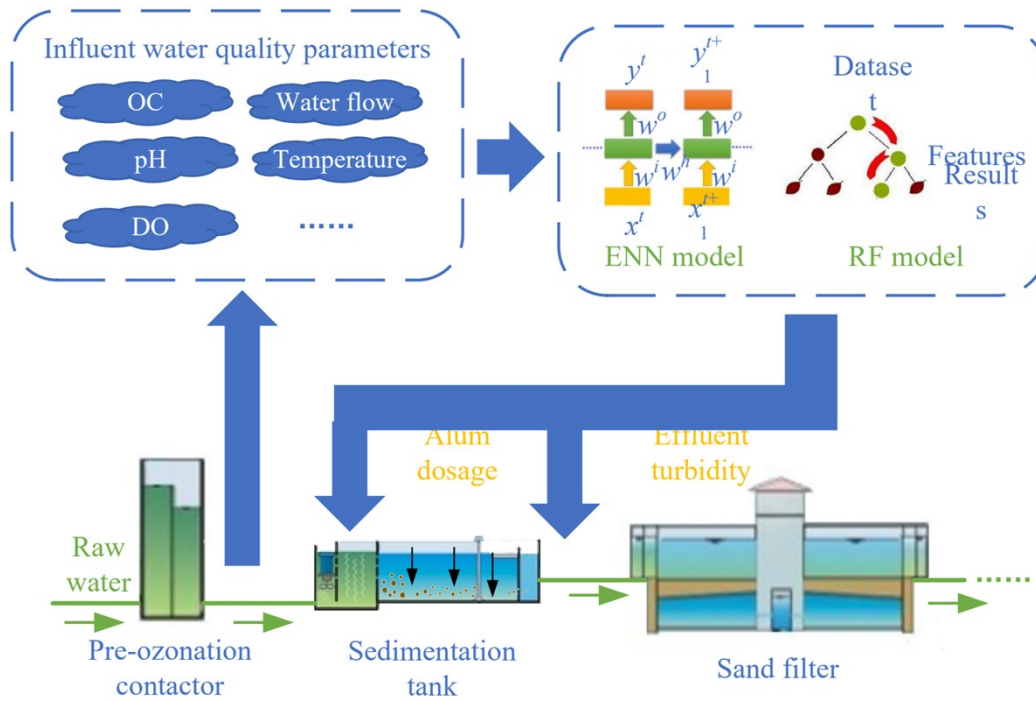 Influent water quality parameters
OC
Water flow
pH
Temperature
DO
......
y^t
y^{t+
1
w^o
w^o
w^h
w^i
w^i
x^t
x^{t+
1
ENN model
Datase
t
Features
Result
s
RF model
Alum
dosage
Effluent
turbidity
Raw
water
Pre-ozonation
contactor
Sedimentation
tank
Sand filter